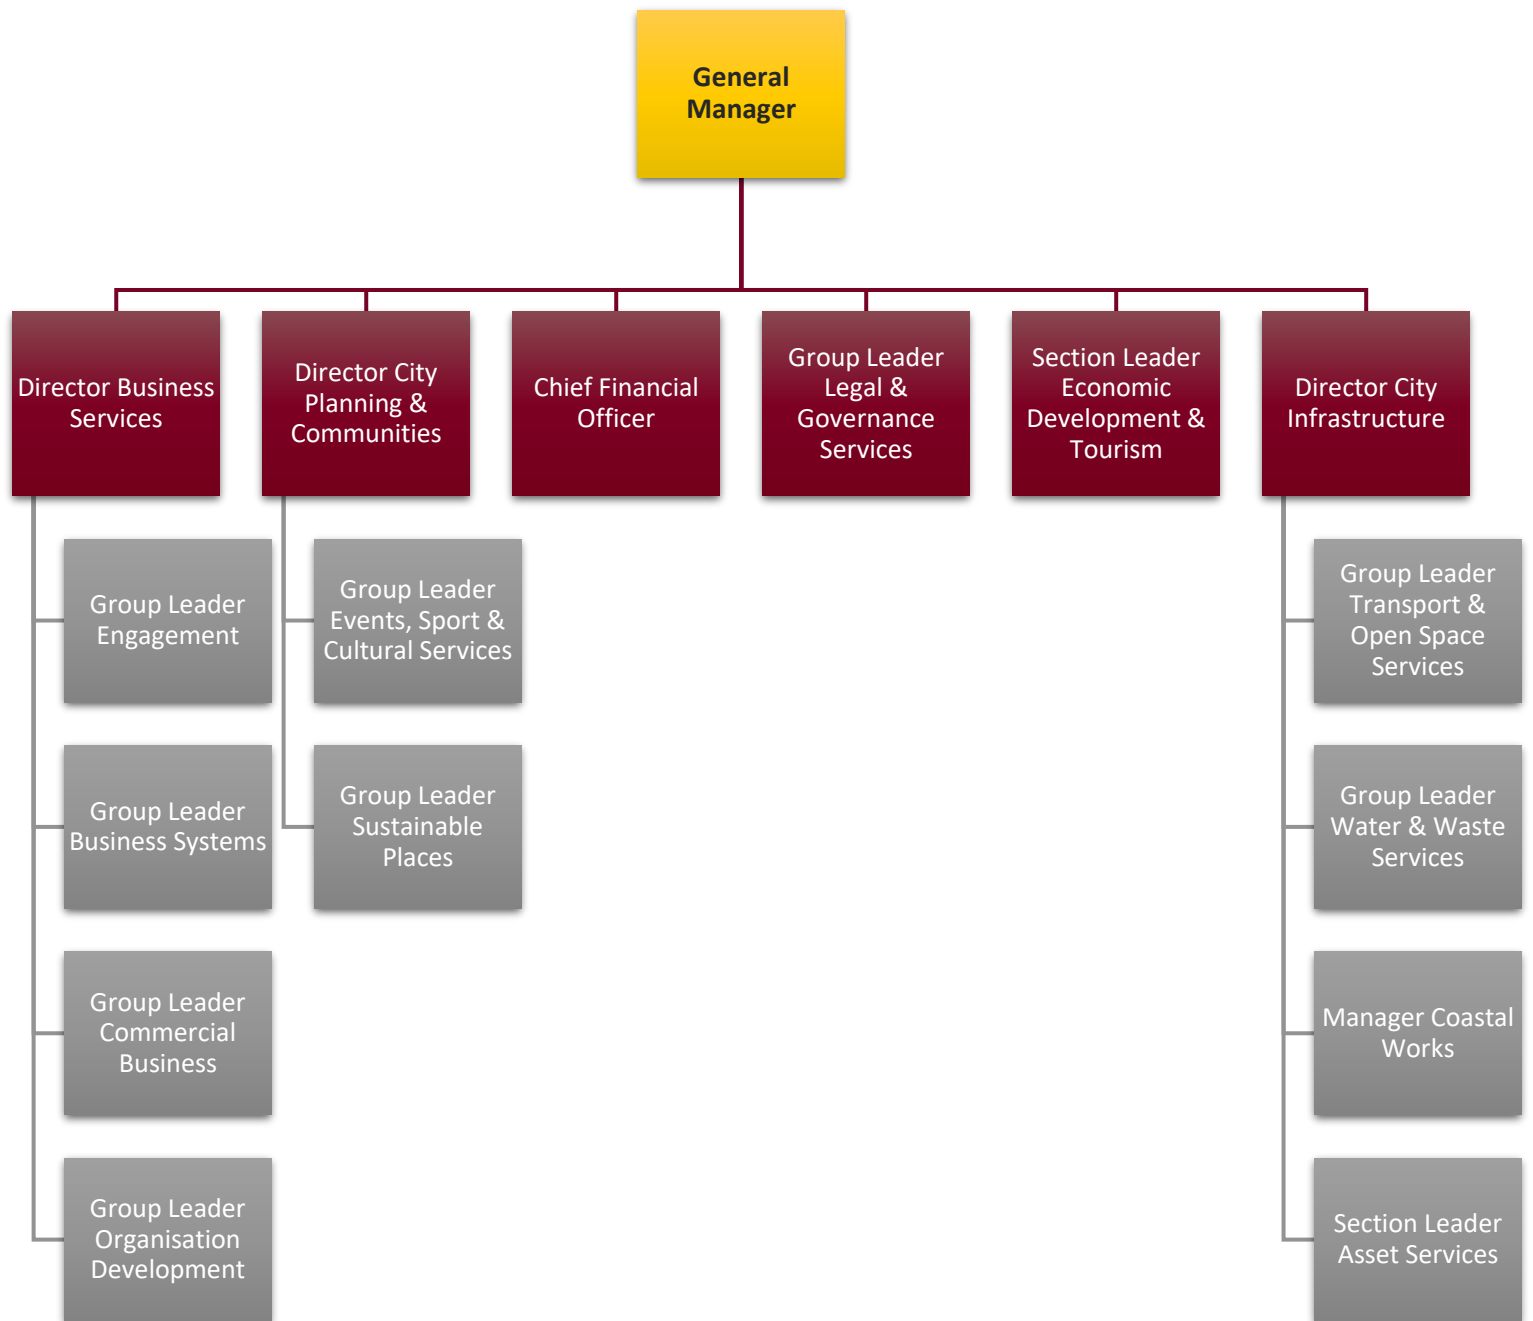 General
Manager
Director Business
Services
Director City
Planning &
Communities
Chief Financial
Officer
Group Leader
Legal &
Governance
Services
Section Leader
Economic
Development &
Tourism
Director City
Infrastructure
Group Leader
Engagement
Group Leader
Events, Sport &
Cultural Services
Group Leader
Transport &
Open Space
Services
Group Leader
Business Systems
Group Leader
Sustainable
Places
Group Leader
Water & Waste
Services
Group Leader
Commercial
Business
Manager Coastal
Works
Group Leader
Organisation
Development
Section Leader
Asset Services